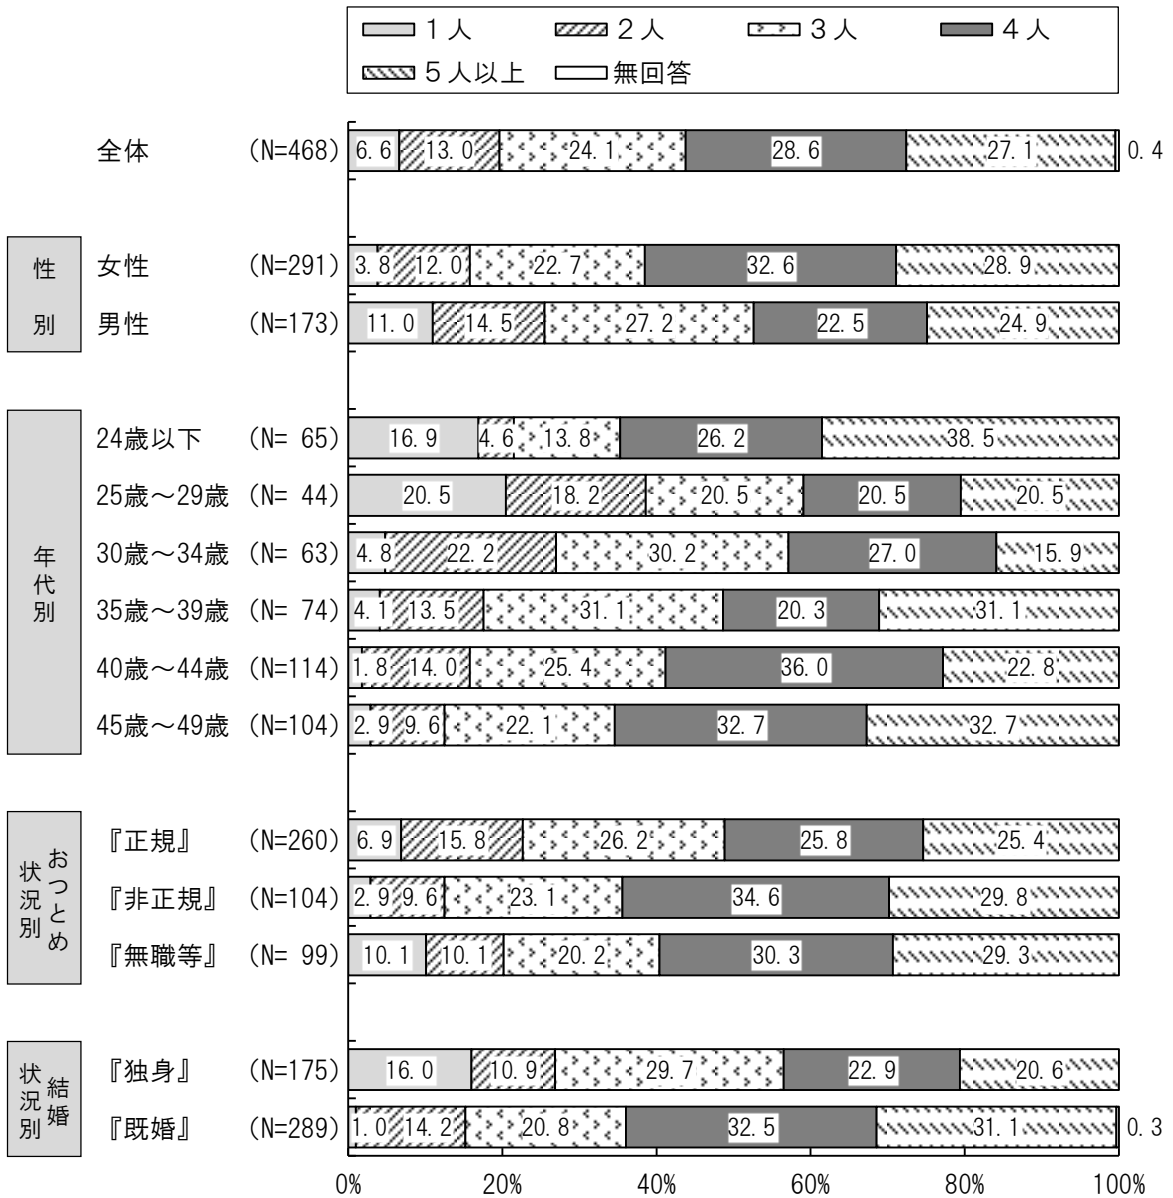 1人 2人 3人 4人
5人以上 無回答
全体 (N=468) 6.6 13.0 24.1 28.6 27.1 0.4
性別
女性 (N=291) 3.8 12.0 22.7 32.6 28.9
男性 (N=173) 11.0 14.5 27.2 22.5 24.9
年代別
24歳以下 (N= 65) 16.9 4.6 13.8 26.2 38.5
25歳～29歳 (N= 44) 20.5 18.2 20.5 20.5 20.5
30歳～34歳 (N= 63) 4.8 22.2 30.2 27.0 15.9
35歳～39歳 (N= 74) 4.1 13.5 31.1 20.3 31.1
40歳～44歳 (N=114) 1.8 14.0 25.4 36.0 22.8
45歳～49歳 (N=104) 2.9 9.6 22.1 32.7 32.7
おつとめ
状況別
『正規』 (N=260) 6.9 15.8 26.2 25.8 25.4
『非正規』 (N=104) 2.9 9.6 23.1 34.6 29.8
『無職等』 (N= 99) 10.1 10.1 20.2 30.3 29.3
結婚
状況別
『独身』 (N=175) 16.0 10.9 29.7 22.9 20.6
『既婚』 (N=289) 1.0 14.2 20.8 32.5 31.1 0.3
0% 20% 40% 60% 80% 100%